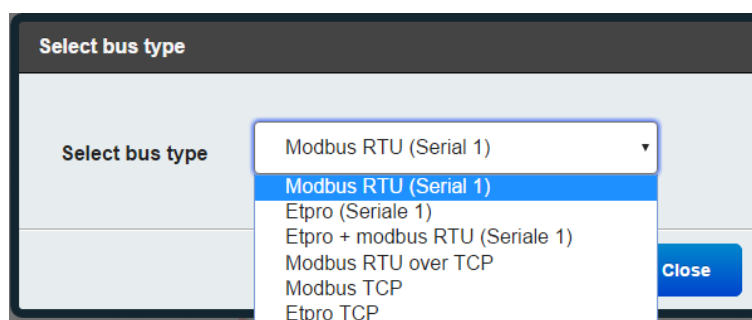 Select bus type
Select bus type
Modbus RTU (Serial 1)
Modbus RTU (Serial 1)
Etpro (Seriale 1)
Etpro + modbus RTU (Seriale 1)
Modbus RTU over TCP
Close
Modbus TCP
Etpro TCP